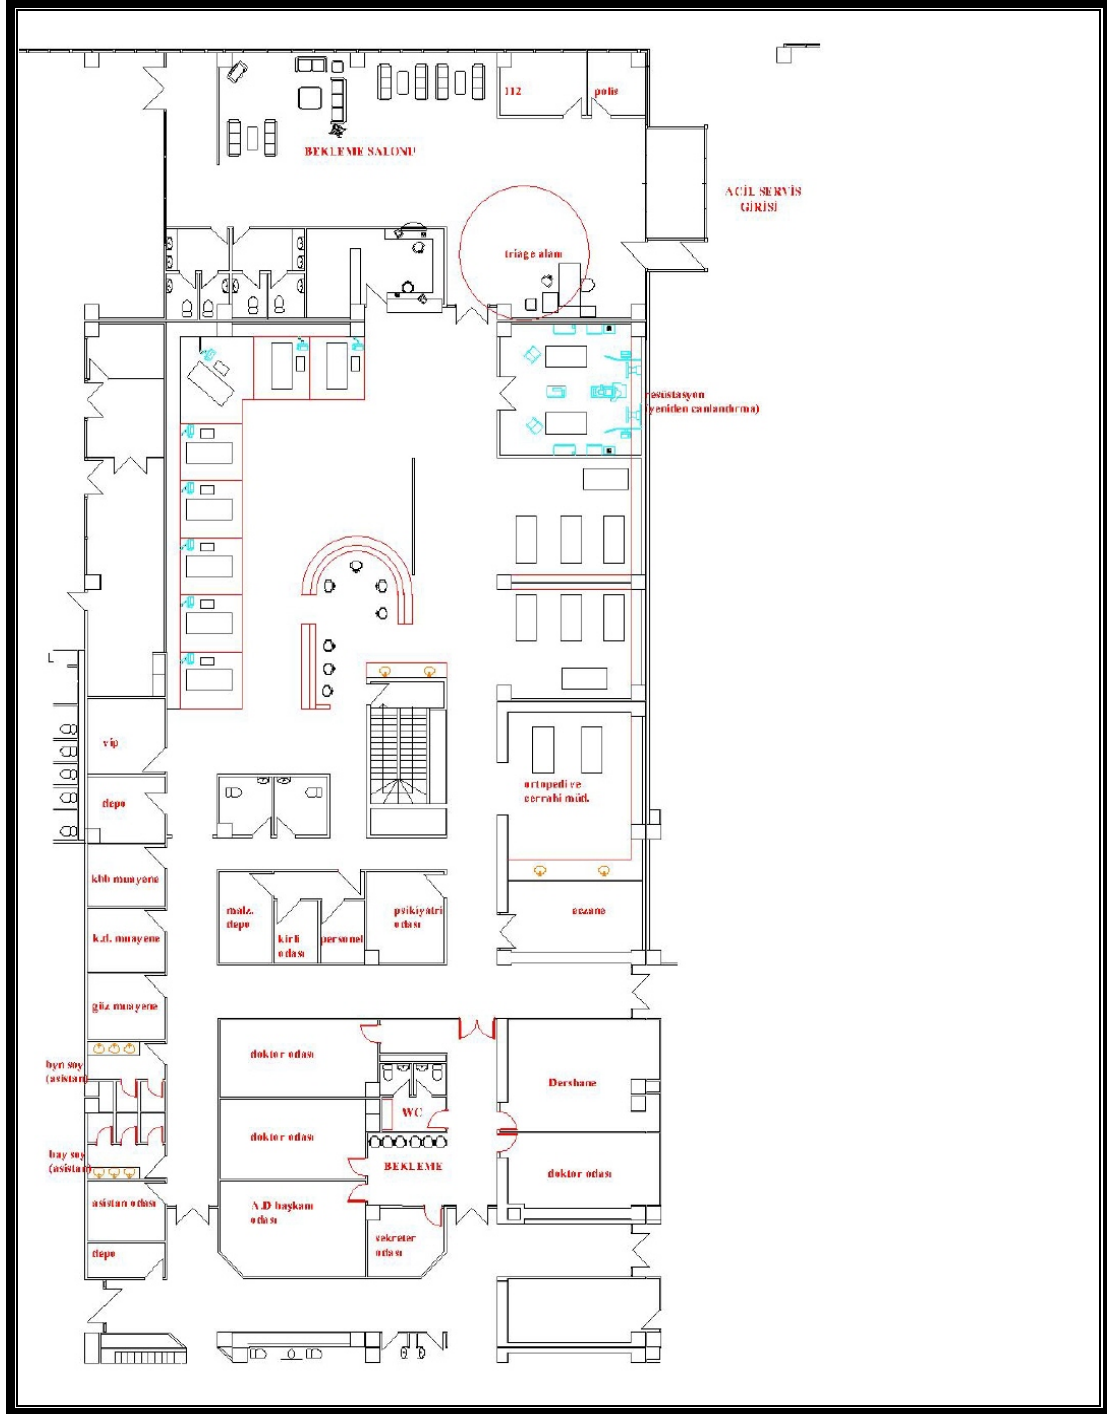 112
polis
BEKLEME SALONU
ACİL SERVİS
GİRİSİ
triage alanı
resüstasyon
(yeniden canlandırma)
vip
ortopedi ve
cerrahi müd.
depo
kbb muayene
malz.
depo
psikiyatri
odası
eczane
k.d. muayene
kirli
odası
personel
göz muayene
doktor odası
byn soy
(asistan)
Dershane
WC
doktor odası
bay soy
(asistan)
BEKLEME
doktor odası
asistan odası
A.D başkanı
odası
sekreter
odası
depo